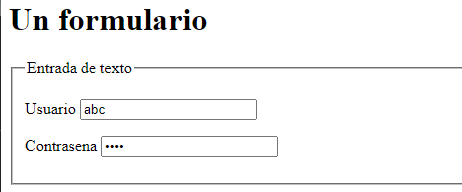 Un formulario
Entrada de texto
Usuario abc
Contrasena ••••